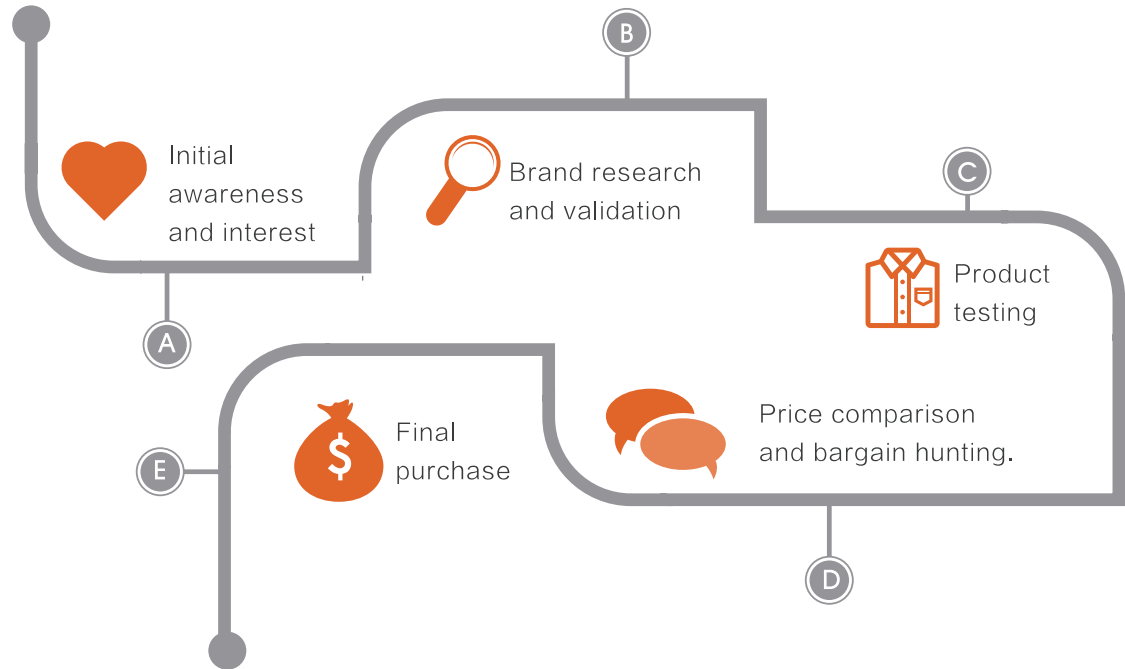 B
Initial
awareness
and interest
Brand research
and validation
C
Product
testing
A
Price comparison
and bargain hunting.
$
Final
purchase
E
D